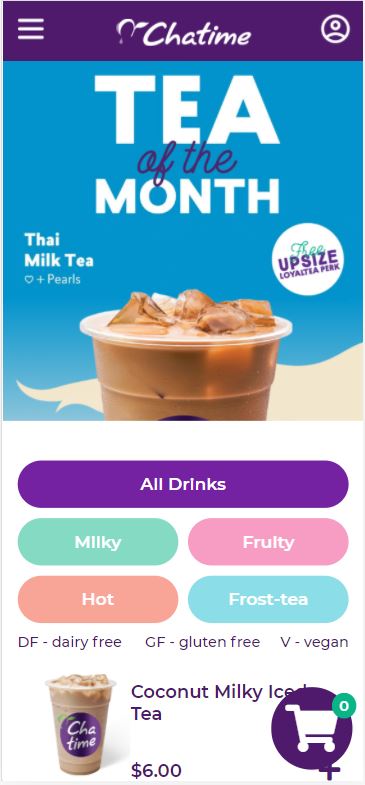 Chatime
TEA
of the
MONTH
Thai
Milk Tea
♡ + Pearls
Free
UPSIZE
LOYALTEA PERK
All Drinks
Milky
Fruity
Hot
Frost-tea
DF - dairy free GF - gluten free V - vegan
Coconut Milky Iced
Tea
0
Cha
time
$6.00
+